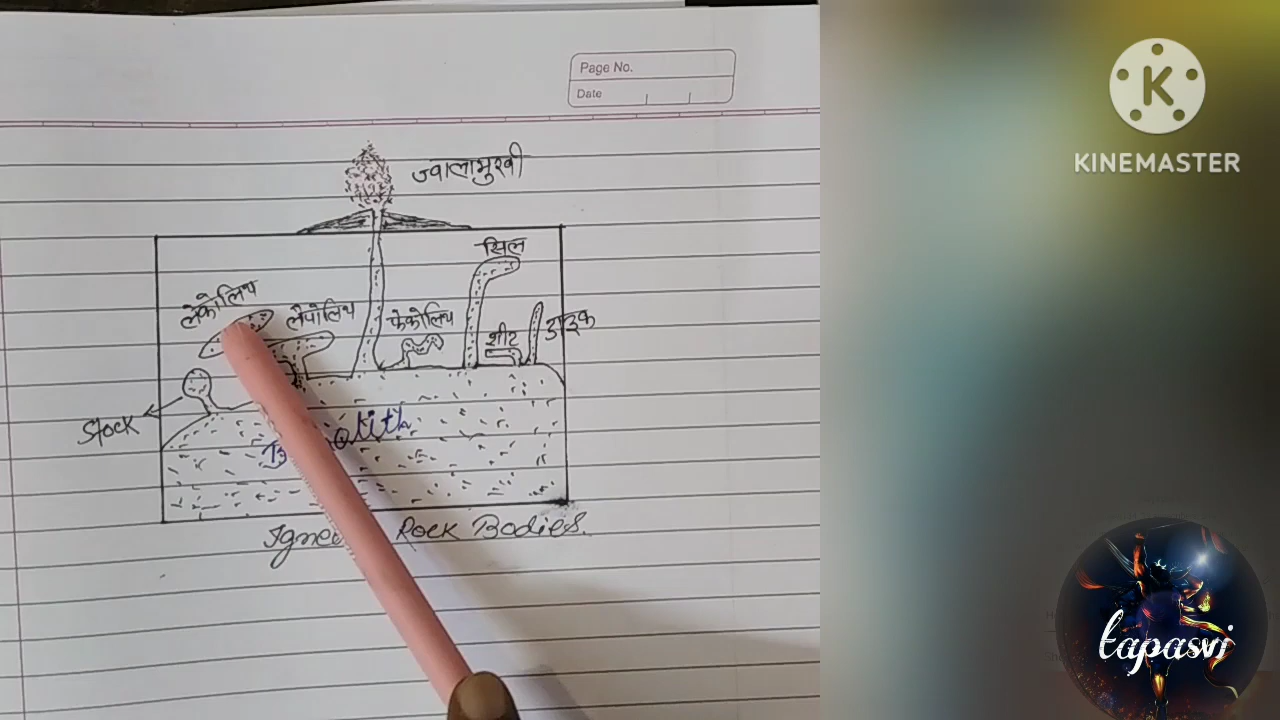 Page No.
Date
ज्वालामुखी
सिल
लेकोलिथ
लेपोलिथ
फेकोलिथ
शीट
डाइक
Stock
Rock Bodies.
K
KINEMASTER
tapasvi